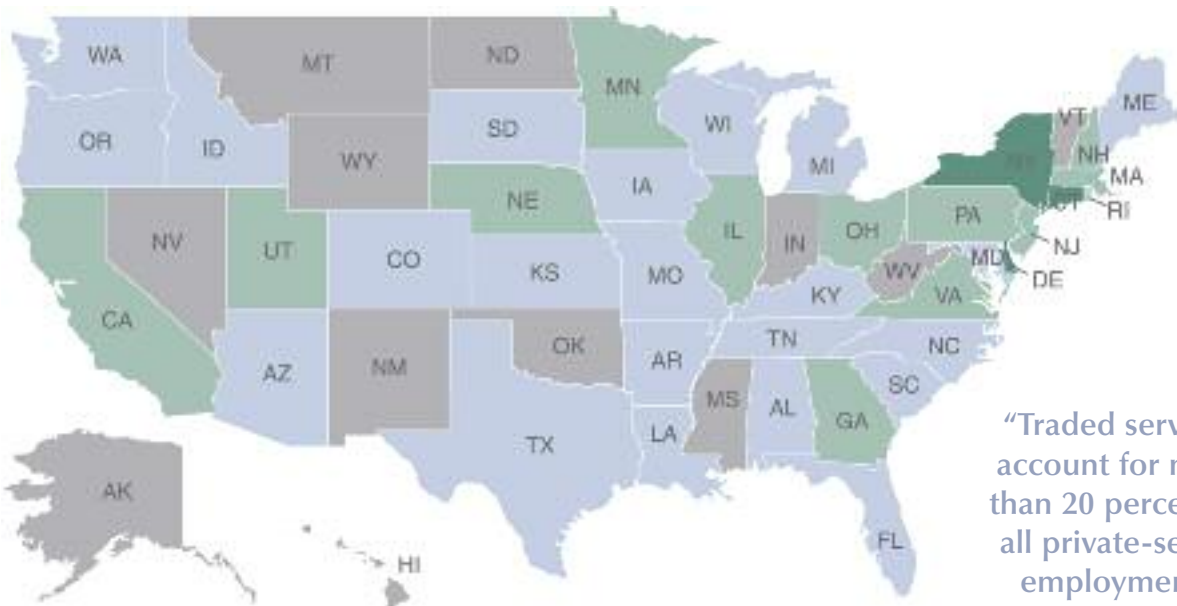 WA
MT
ND
MN
ME
VT
OR
ID
SD
WI
NH
WY
MI
NY
MA
IA
NE
CT
RI
PA
NV
UT
IL
IN
OH
NJ
CO
KS
MO
WV
MD
DE
KY
VA
CA
TN
OK
NC
AZ
NM
AR
SC
MS
AL
GA
LA
TX
AK
FL
HI
“Traded serv
account for
than 20 perce
all private-se
employmen